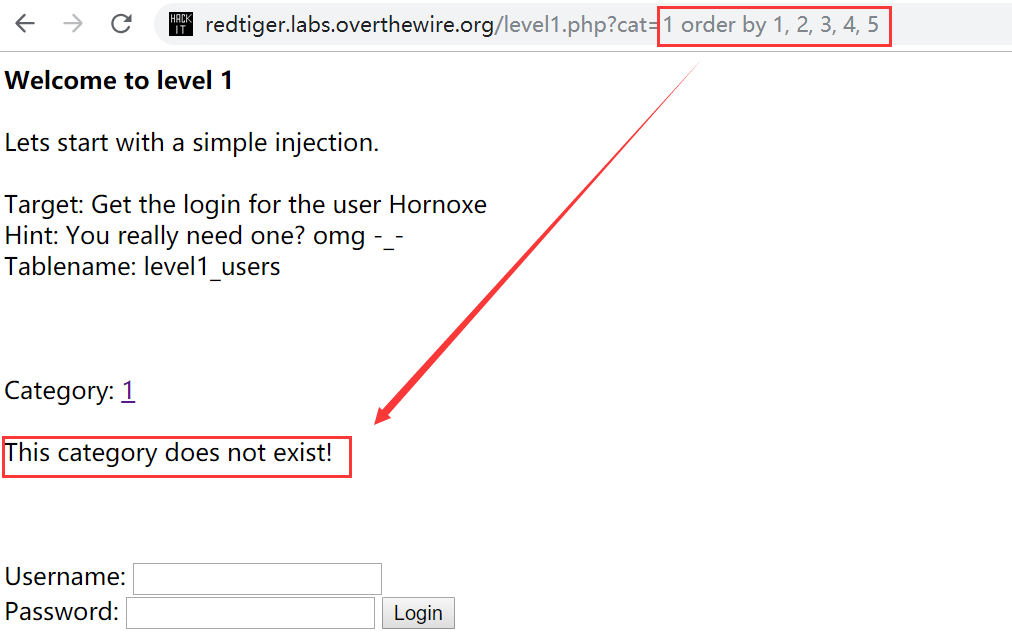 HACK
IT
redtiger.labs.overthewire.org/level1.php?cat=1 order by 1, 2, 3, 4, 5
Welcome to level 1
Lets start with a simple injection.
Target: Get the login for the user Hornoxe
Hint: You really need one? omg -_-
Tablename: level1_users
Category: 1
This category does not exist!
Username:
Password:
Login